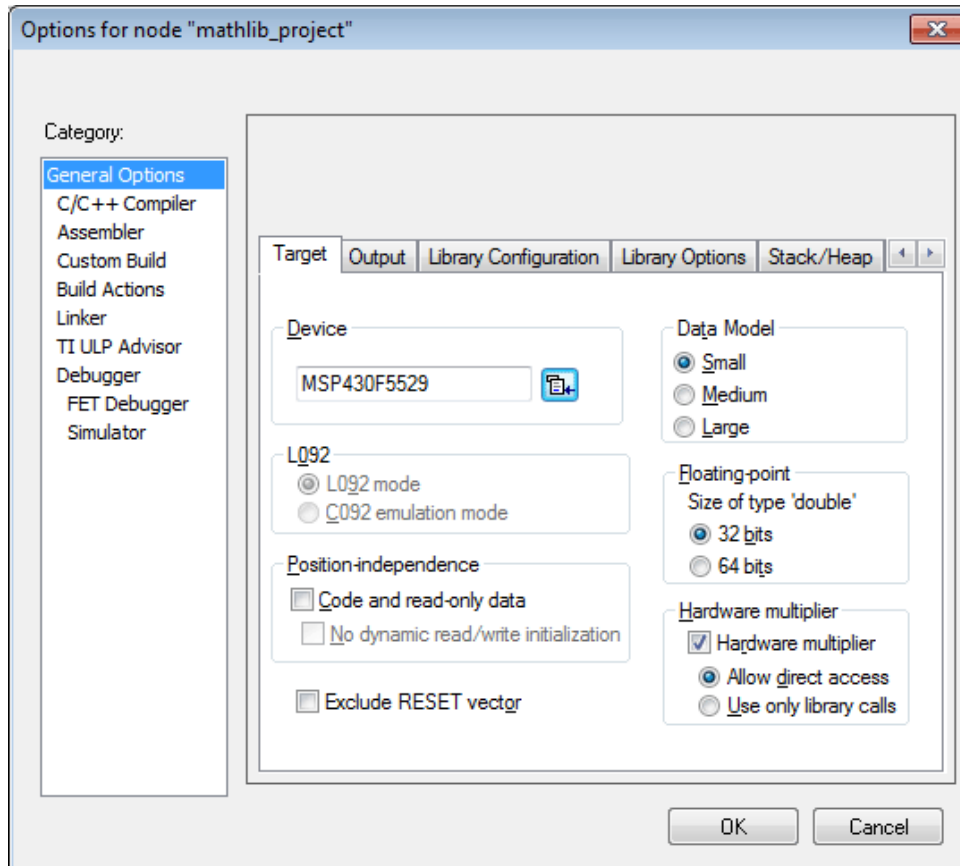 Options for node "mathlib_project"
Category:
General Options
C/C++ Compiler
Assembler
Custom Build
Build Actions
Linker
TI ULP Advisor
Debugger
FET Debugger
Simulator
Target Output Library Configuration Library Options Stack/Heap
Device
MSP430F5529
L092
L092 mode
C092 emulation mode
Position-independence
Code and read-only data
No dynamic read/write initialization
Exclude RESET vector
Data Model
Small
Medium
Large
Floating-point
Size of type 'double'
32 bits
64 bits
Hardware multiplier
Hardware multiplier
Allow direct access
Use only library calls
OK Cancel